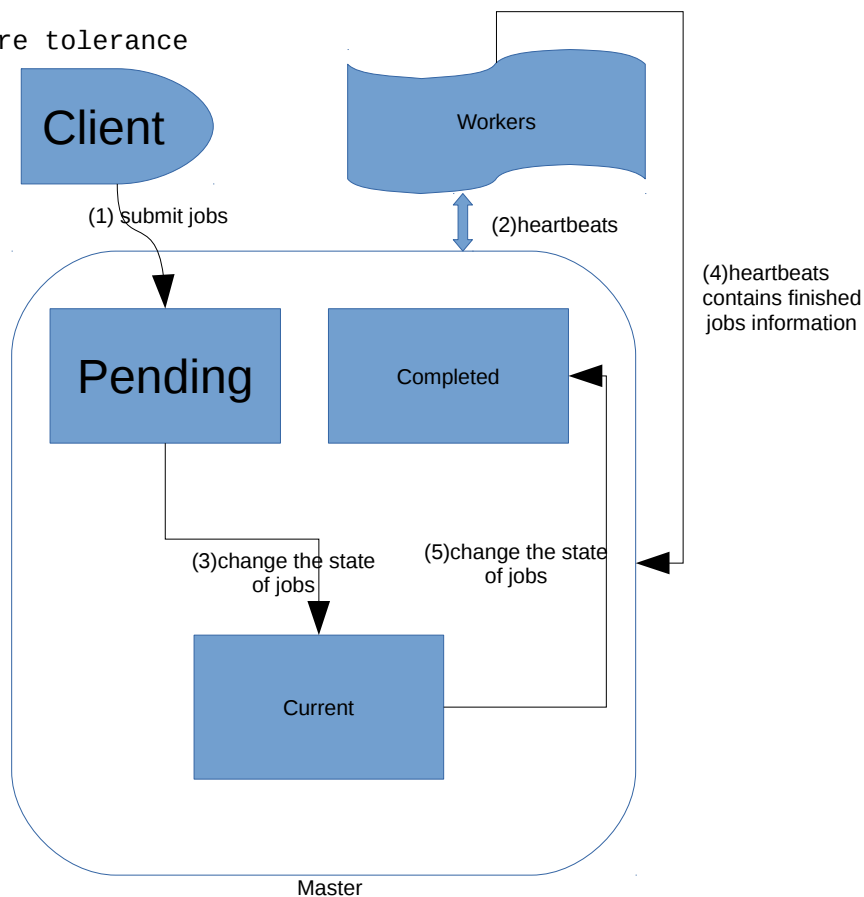 re tolerance
Client
Workers
(1) submit jobs
(2)heartbeats
(4)heartbeats
contains finished
jobs information
Pending
Completed
(3)change the state
of jobs
(5)change the state
of jobs
Current
Master